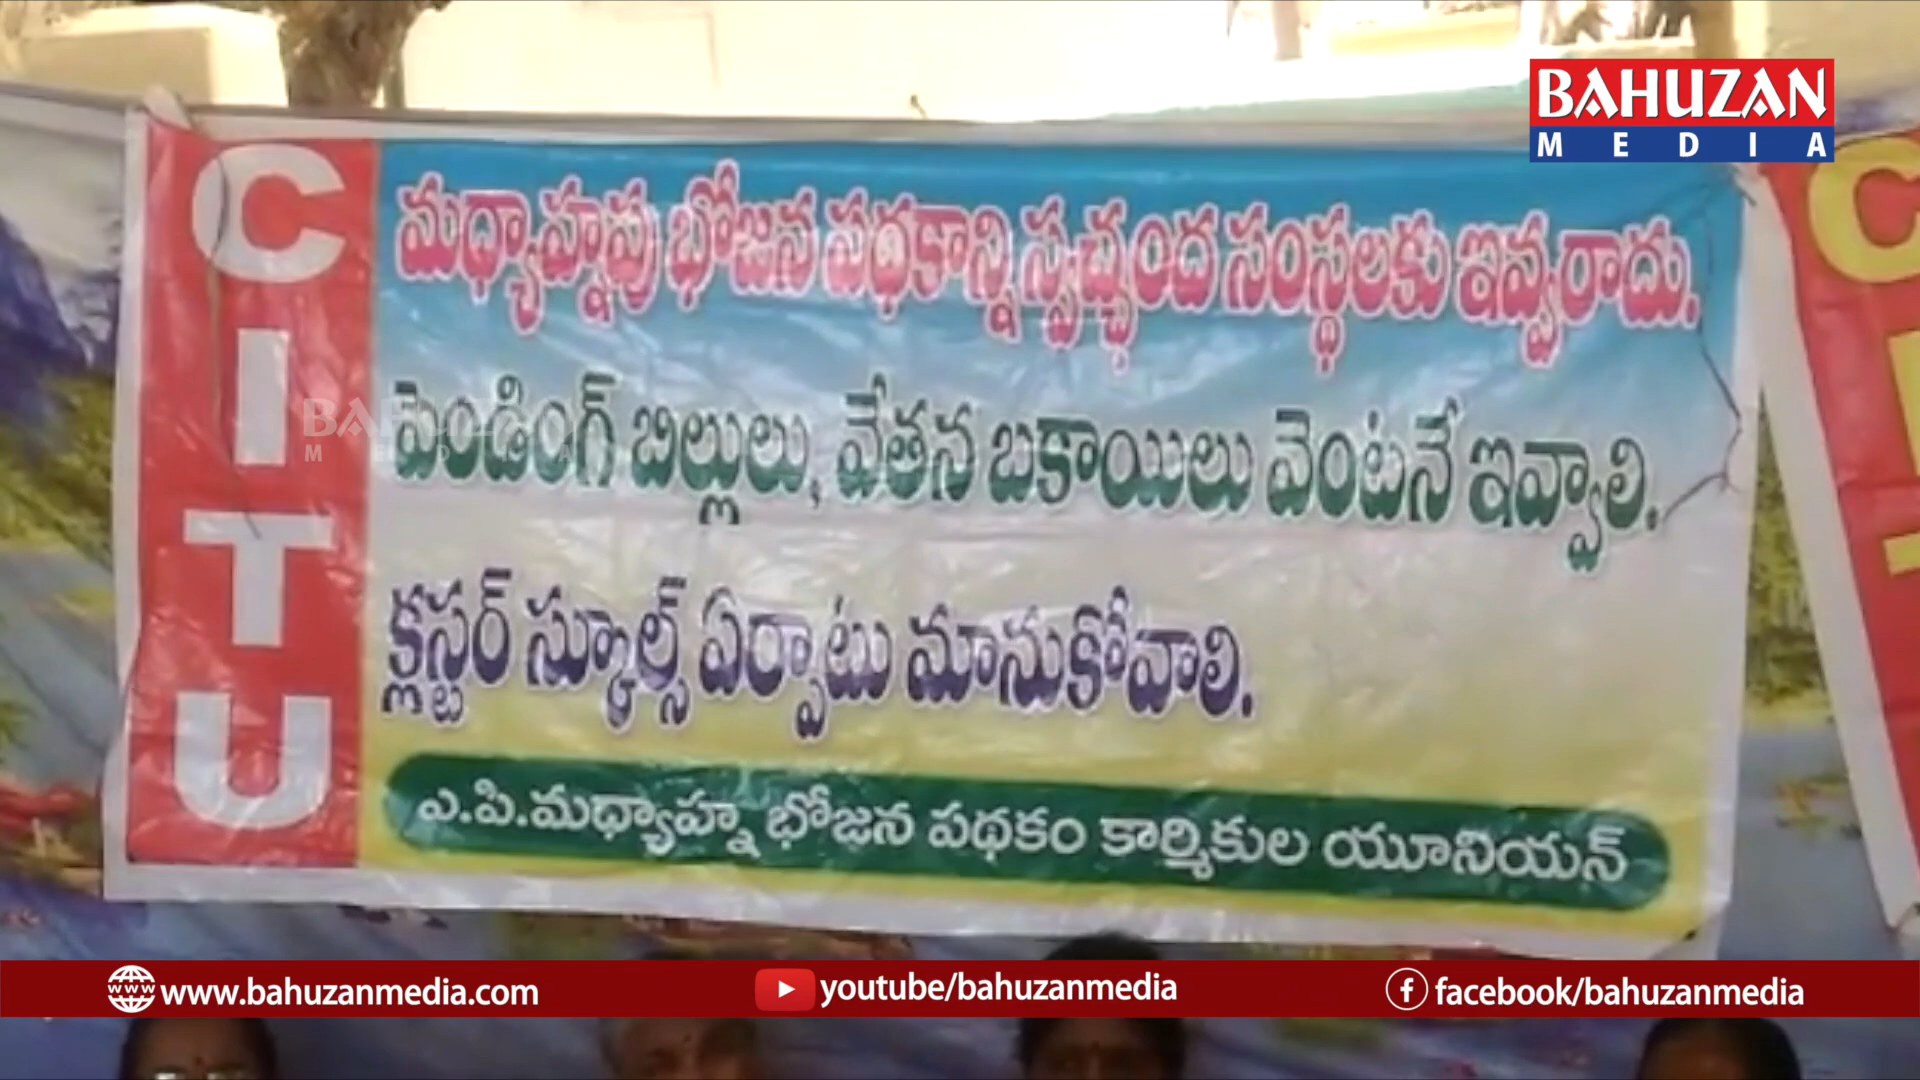 BAHUZAN
MEDIA
CITU
మధ్యాహ్నపు భోజన పథకాన్ని స్వచ్ఛంద సంస్థలకు ఇవ్వరాదు.
పెండింగ్ బిల్లులు, వేతన బకాయిలు వెంటనే ఇవ్వాలి.
క్లస్టర్ స్కూల్స్ ఏర్పాటు మానుకోవాలి.
ఎ.పి.మధ్యాహ్న భోజన పథకం కార్మికుల యూనియన్
www.bahuzanmedia.com
youtube/bahuzanmedia
facebook/bahuzanmedia